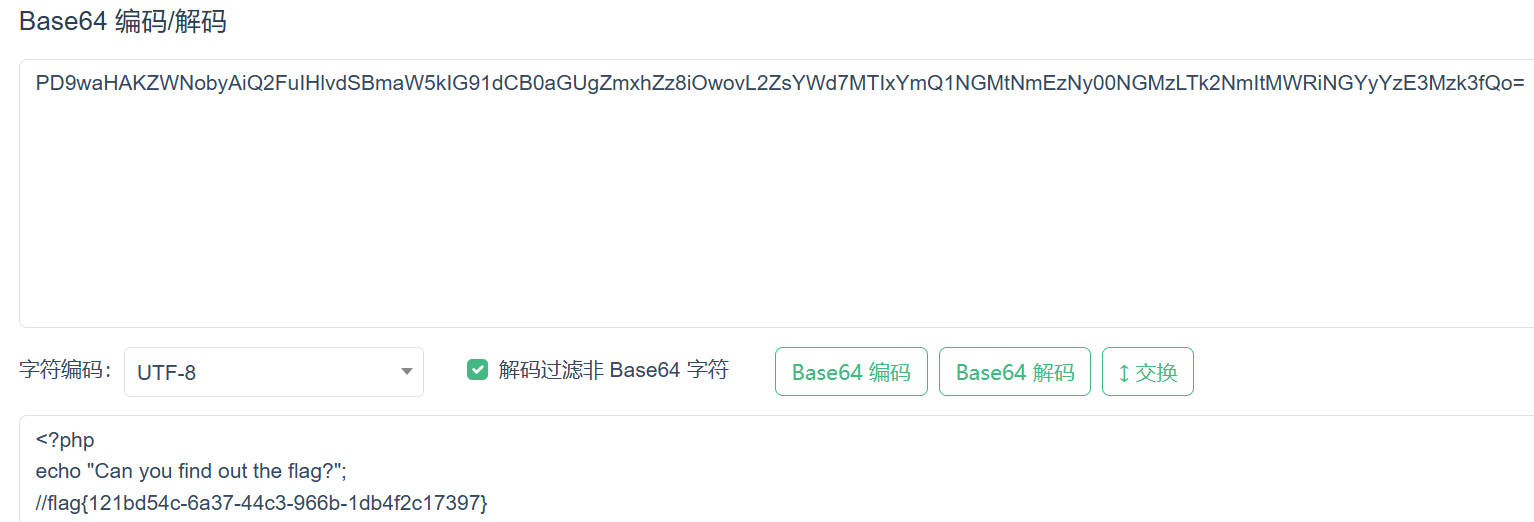 Base64 编码/解码
PD9waHAKZWNobyAiQ2FuIHlvdSBmaW5kIG91dCB0aGUgZmxhZz8iOwovL2ZsYWd7MTIxYmQ1NGMtNmEzNy00NGMzLTk2NmItMWRiNGYyYzE3Mzk3fQo=
字符编码： UTF-8 解码过滤非 Base64 字符 Base64 编码 Base64 解码 ↕ 交换
<?php
echo "Can you find out the flag?";
//flag{121bd54c-6a37-44c3-966b-1db4f2c17397}